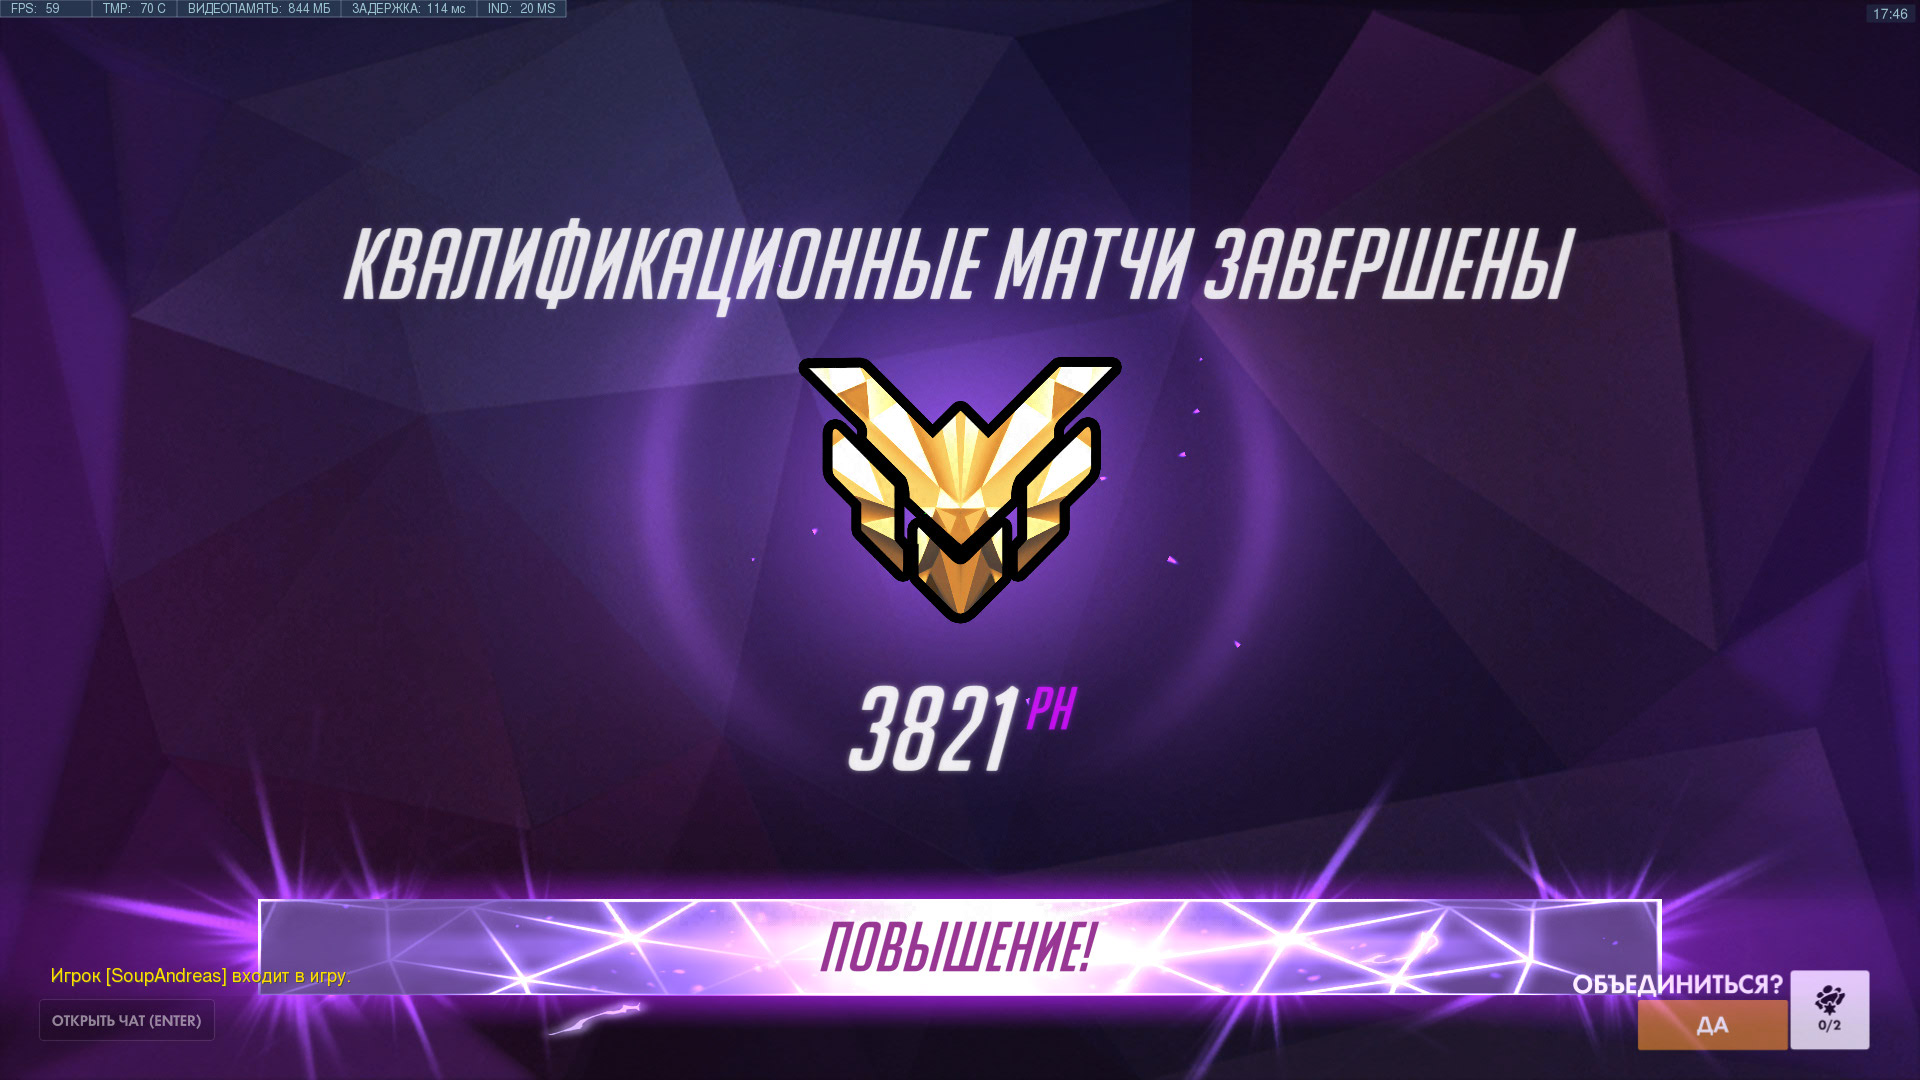 FPS: 59 TMP: 70 C ВИДЕОПАМЯТЬ: 844 МБ ЗАДЕРЖКА: 114 мс IND: 20 MS
17:46
КВАЛИФИКАЦИОННЫЕ МАТЧИ ЗАВЕРШЕНЫ
3821 РН
ПОВЫШЕНИЕ!
Игрок [SoupAndreas] входит в игру.
ОТКРЫТЬ ЧАТ (ENTER)
ОБЪЕДИНИТЬСЯ?
ДА
0/2